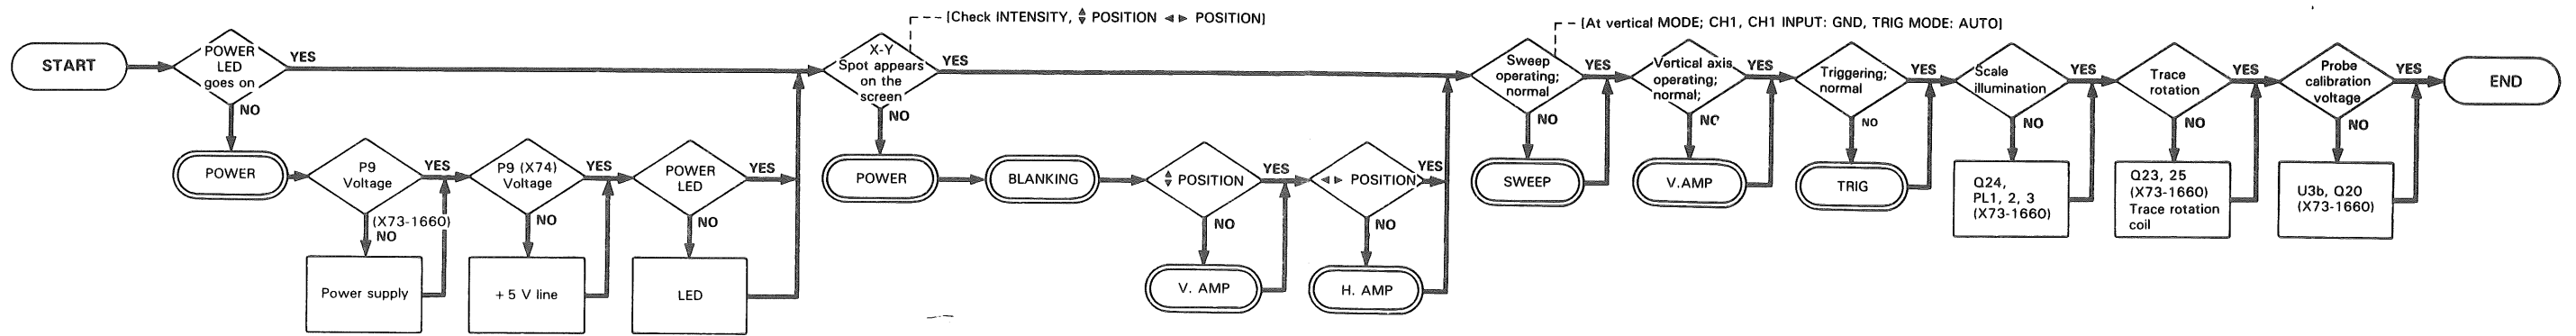 [Check INTENSITY, POSITION POSITION]
[At vertical MODE; CH1, CH1 INPUT: GND, TRIG MODE: AUTO]
START
POWER
LED
goes on
YES
NO
X-Y
Spot appears
on the
screen
YES
NO
Sweep
operating;
normal
YES
NO
Vertical axis
operating;
normal;
YES
NO
Triggering;
normal
YES
NO
Scale
illumination
YES
NO
Trace
rotation
YES
NO
Probe
calibration
voltage
YES
NO
END
POWER
P9
Voltage
YES
(X73-1660)
NO
P9 (X74)
Voltage
YES
NO
POWER
LED
YES
NO
Power supply
+5 V line
LED
POWER
BLANKING
POSITION
YES
NO
POSITION
YES
NO
V. AMP
H. AMP
SWEEP
V.AMP
TRIG
Q24,
PL1, 2, 3
(X73-1660)
Q23, 25
(X73-1660)
Trace rotation
coil
U3b, Q20
(X73-1660)